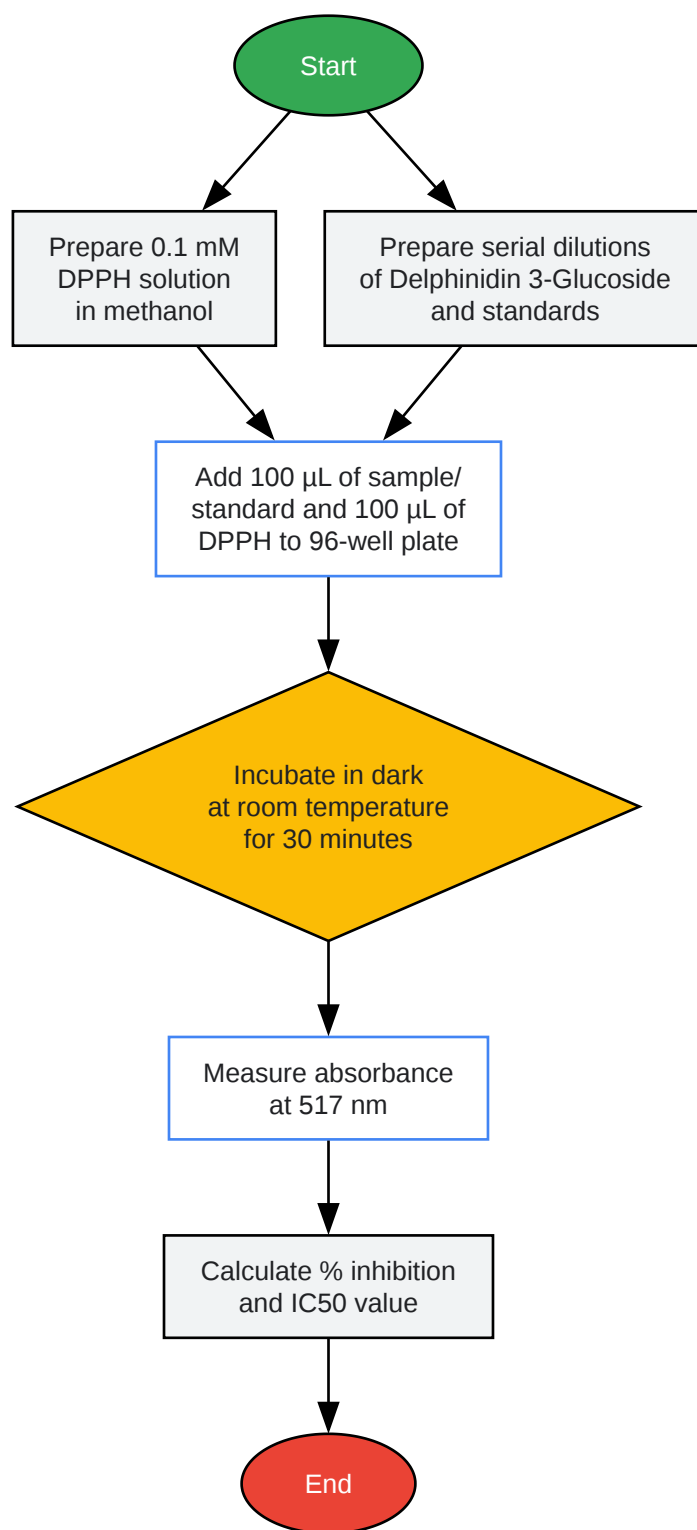 Start
Prepare 0.1 mM
DPPH solution
in methanol
Prepare serial dilutions
of Delphinidin 3-Glucoside
and standards
Add 100 µL of sample/
standard and 100 µL of
DPPH to 96-well plate
Incubate in dark
at room temperature
for 30 minutes
Measure absorbance
at 517 nm
Calculate % inhibition
and IC50 value
End